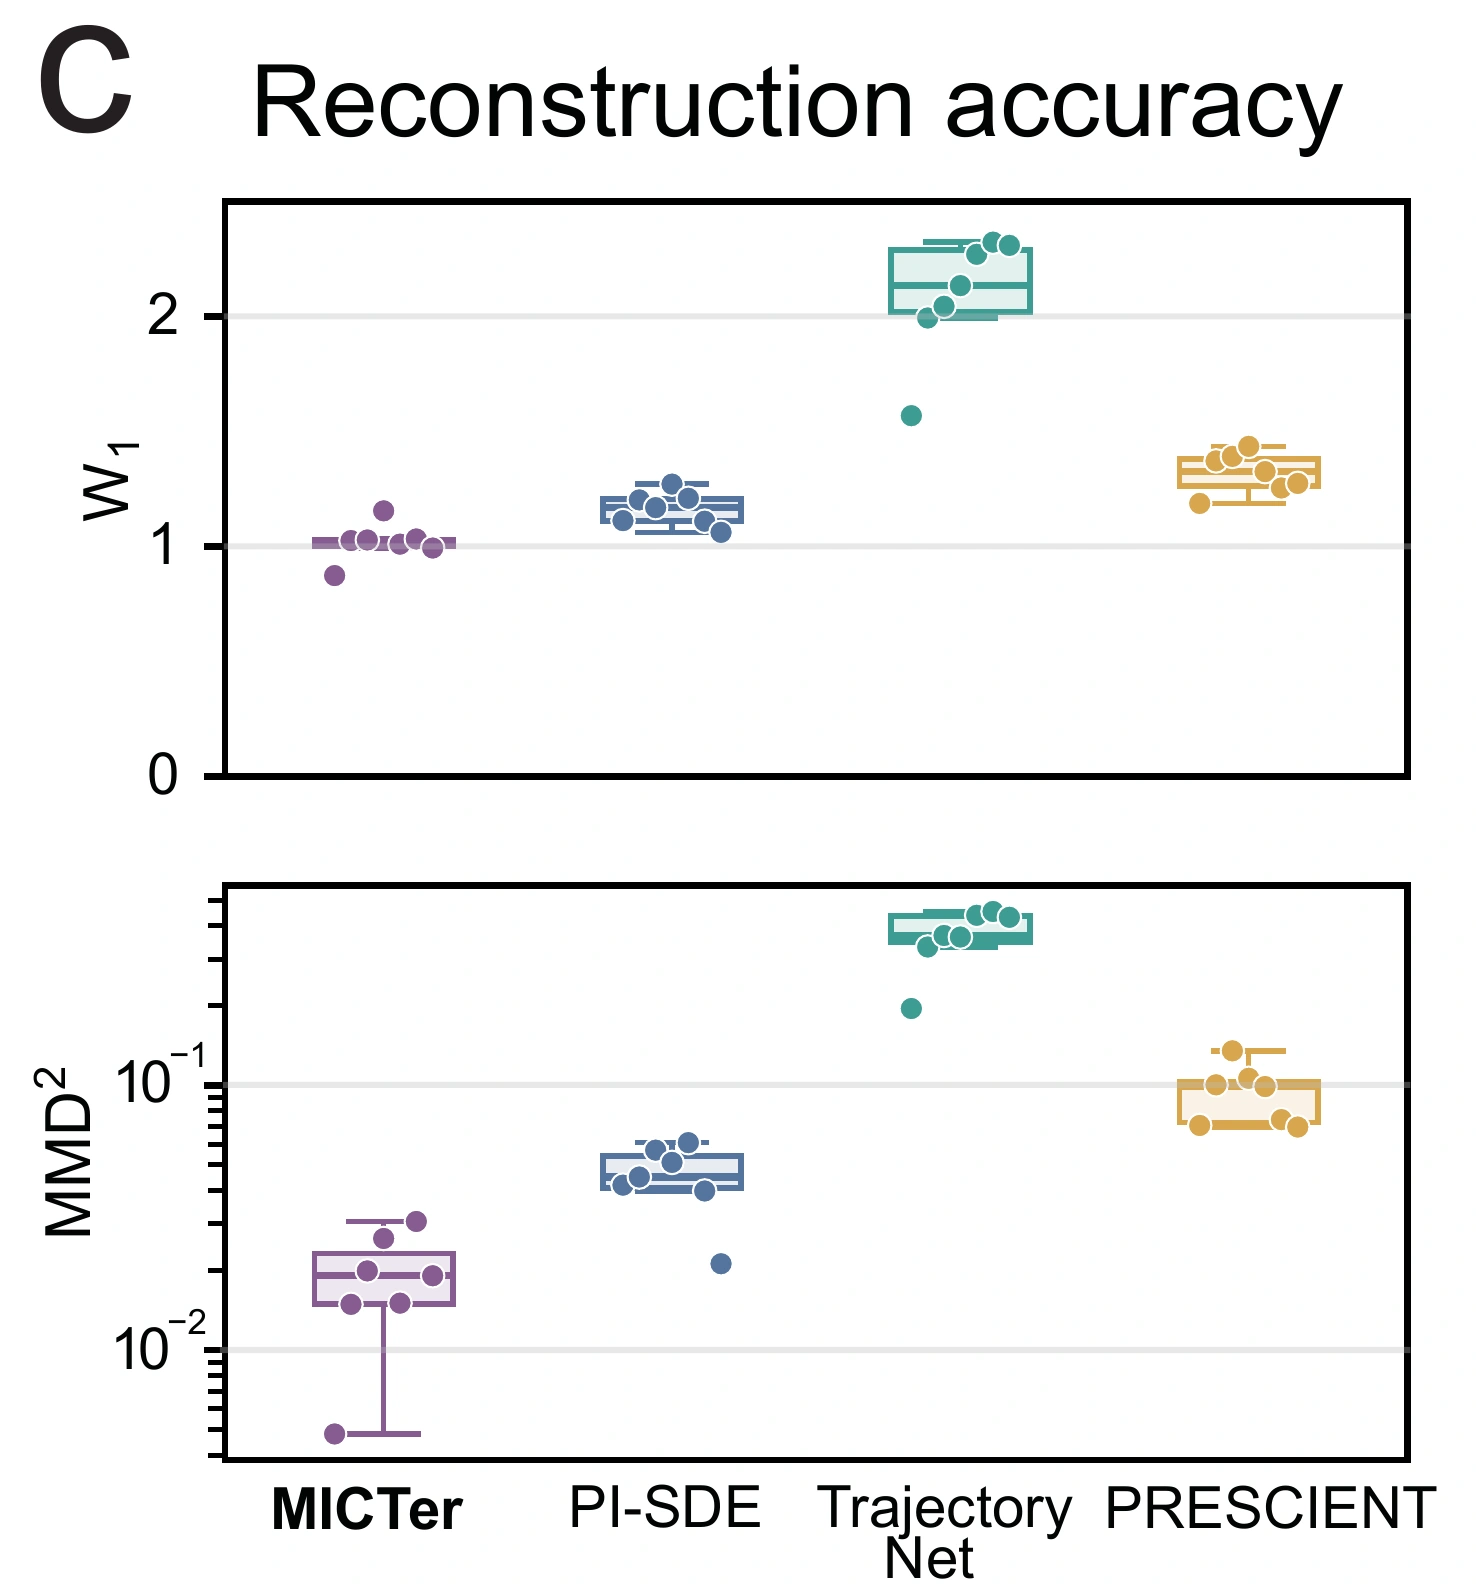 C
Reconstruction accuracy
W1
2
1
0
MMD²
10⁻¹
10⁻²
MICTer
PI-SDE
Trajectory
Net
PRESCIENT